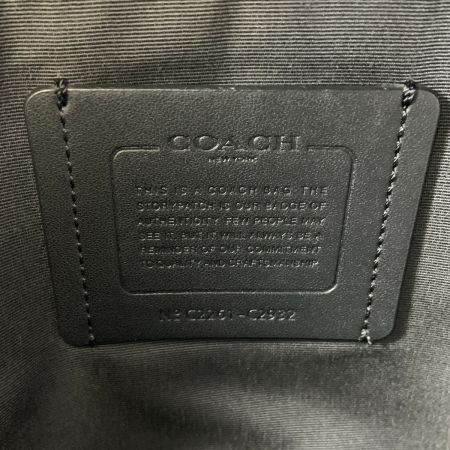 COACH
NEW YORK
THIS IS A COACH BAG. THE
STORYPATCH IS OUR BADGE OF
AUTHENTICITY. FEW PEOPLE MAY
SEE IT, BUT IT WILL ALWAYS BE A
REMINDER OF OUR COMMITMENT
TO QUALITY AND CRAFTSMANSHIP.
Nº C2261-C2932